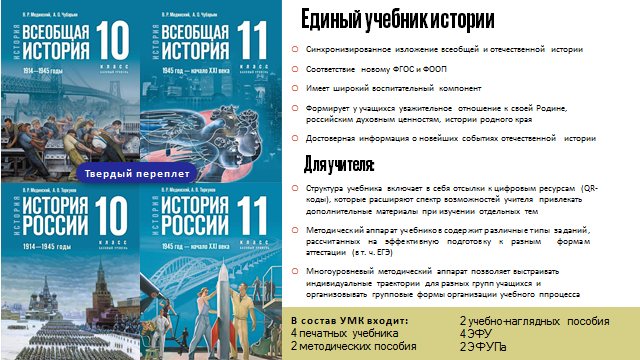 В. Р. Мединский, А. О. Чубарьян
ИСТОРИЯ
ВСЕОБЩАЯ
ИСТОРИЯ
10
КЛАСС
БАЗОВЫЙ УРОВЕНЬ
1914–1945 годы
В. Р. Мединский, А. О. Чубарьян
ИСТОРИЯ
ВСЕОБЩАЯ
ИСТОРИЯ
11
КЛАСС
БАЗОВЫЙ УРОВЕНЬ
1945 год — начало XXI века
Твердый переплет
В. Р. Мединский, А. В. Торкунов
ИСТОРИЯ
ИСТОРИЯ
РОССИИ
10
КЛАСС
БАЗОВЫЙ УРОВЕНЬ
1914—1945 годы
В. Р. Мединский, А. В. Торкунов
ИСТОРИЯ
ИСТОРИЯ
РОССИИ
11
КЛАСС
БАЗОВЫЙ УРОВЕНЬ
1945 год — начало XXI века
Единый учебник истории
Синхронизированное изложение всеобщей и отечественной истории
Соответствие новому ФГОС и ФООП
Имеет широкий воспитательный компонент
Формирует у учащихся уважительное отношение к своей Родине,
российским духовным ценностям, истории родного края
Достоверная информация о новейших событиях отечественной истории
Для учителя:
Структура учебника включает в себя отсылки к цифровым ресурсам (QR-
коды), которые расширяют спектр возможностей учителя привлекать
дополнительные материалы при изучении отдельных тем
Методический аппарат учебников содержит различные типы заданий,
рассчитанных на эффективную подготовку к разным формам
аттестации (в т. ч. ЕГЭ)
Многоуровневый методический аппарат позволяет выстраивать
индивидуальные траектории для разных групп учащихся и
организовывать групповые формы организации учебного ппроцесса
В состав УМК входит:
4 печатных учебника
2 методических пособия
2 учебно-наглядных пособия
4 ЭФУ
2 ЭФУПа